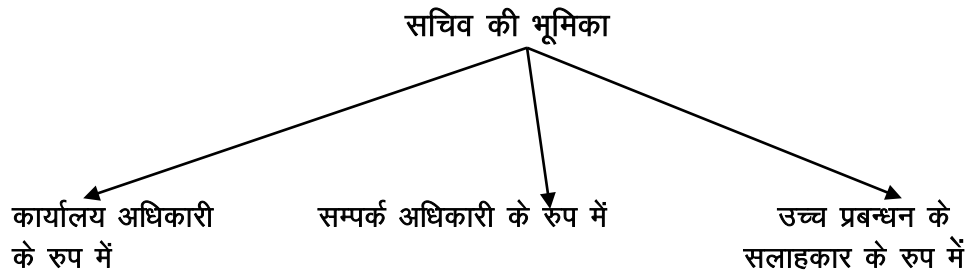 सचिव की भूमिका
कार्यालय अधिकारी
के रुप में
सम्पर्क अधिकारी के रुप में
उच्च प्रबन्धन के
सलाहकार के रुप में